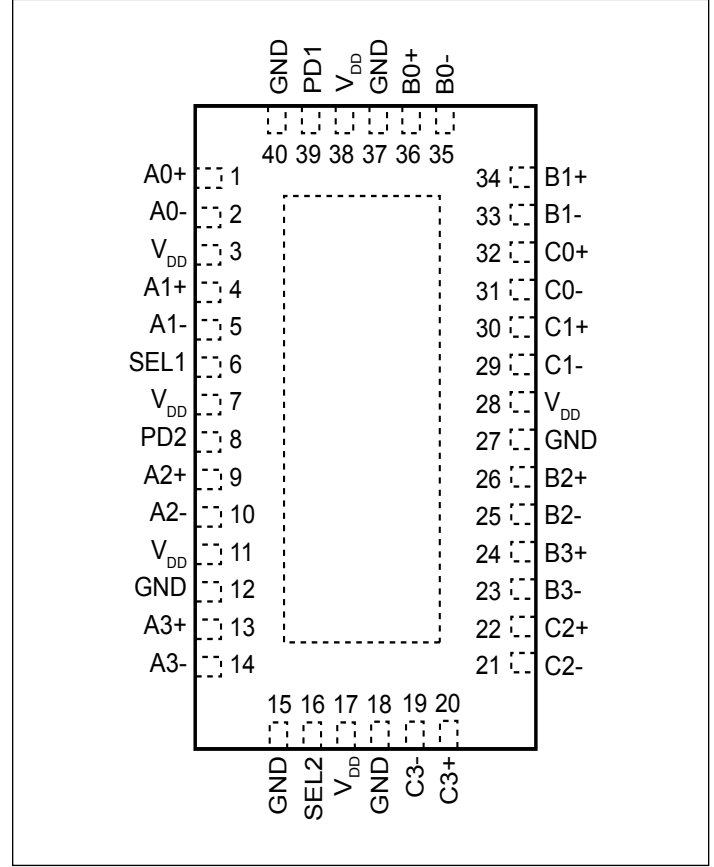 GND PD1 VDD GND B0+ B0-
40 39 38 37 36 35
A0+ 1 34 B1+
A0- 2 33 B1-
VDD 3 32 C0+
A1+ 4 31 C0-
A1- 5 30 C1+
SEL1 6 29 C1-
VDD 7 28 VDD
PD2 8 27 GND
A2+ 9 26 B2+
A2- 10 25 B2-
VDD 11 24 B3+
GND 12 23 B3-
A3+ 13 22 C2+
A3- 14 21 C2-
15 16 17 18 19 20
GND SEL2 VDD GND C3- C3+